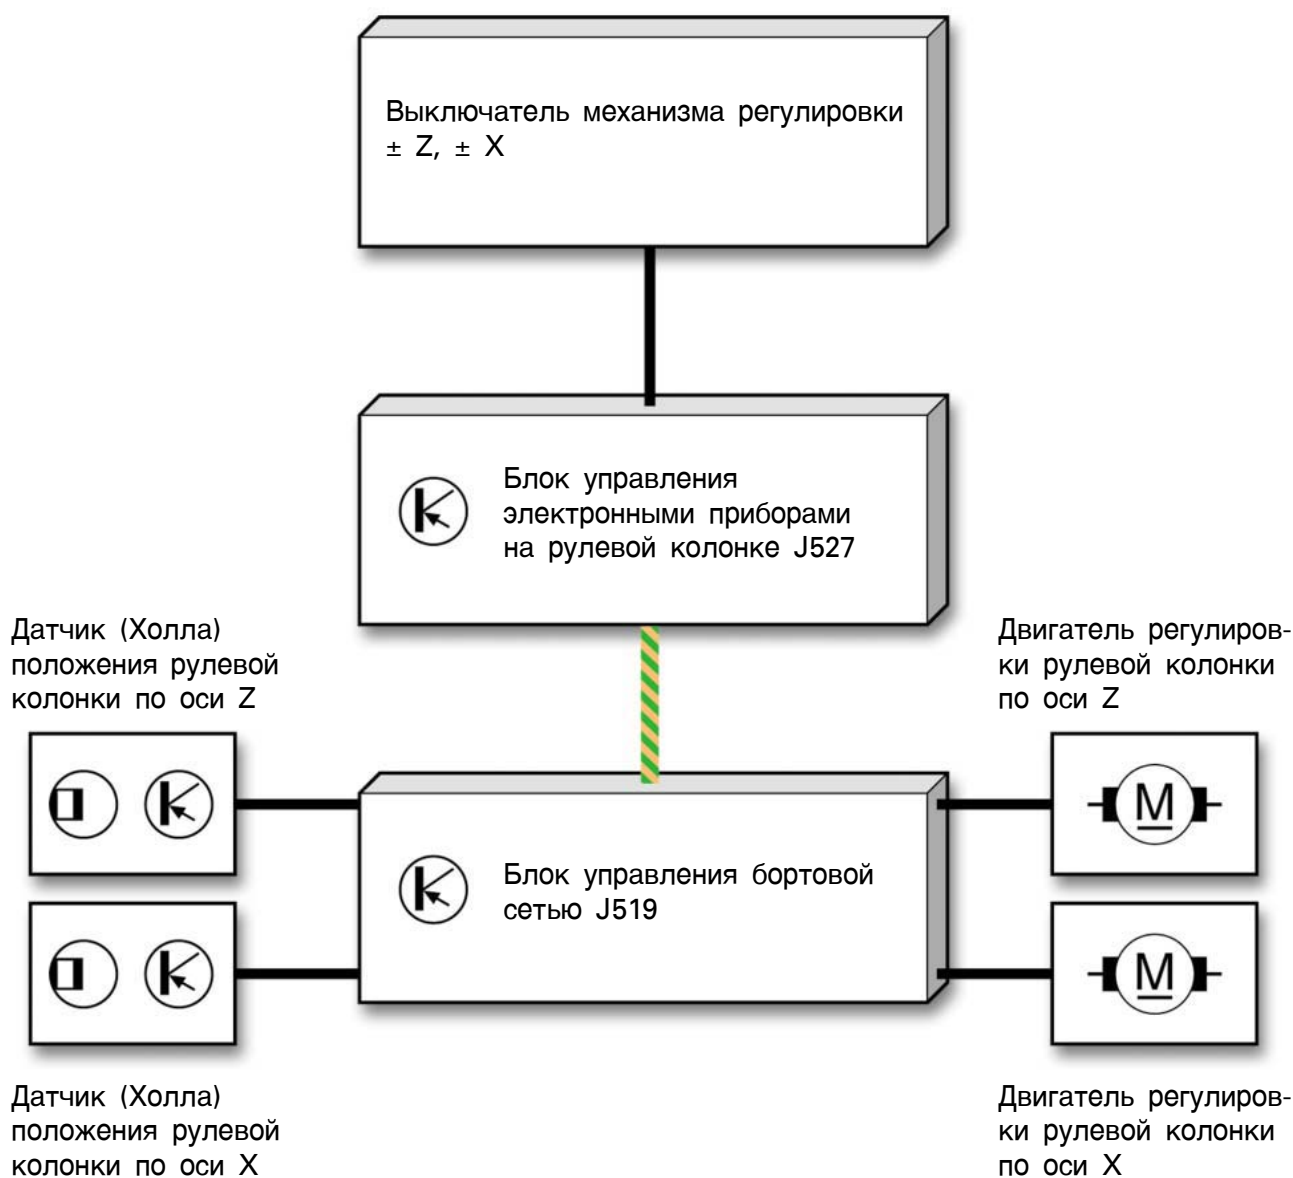 Выключатель механизма регулировки
± Z, ± X
Блок управления
электронными приборами
на рулевой колонке J527
Датчик (Холла)
положения рулевой
колонки по оси Z
Двигатель регулиров-
ки рулевой колонки
по оси Z
M
Блок управления бортовой
сетью J519
M
Датчик (Холла)
положения рулевой
колонки по оси X
Двигатель регулиров-
ки рулевой колонки
по оси X